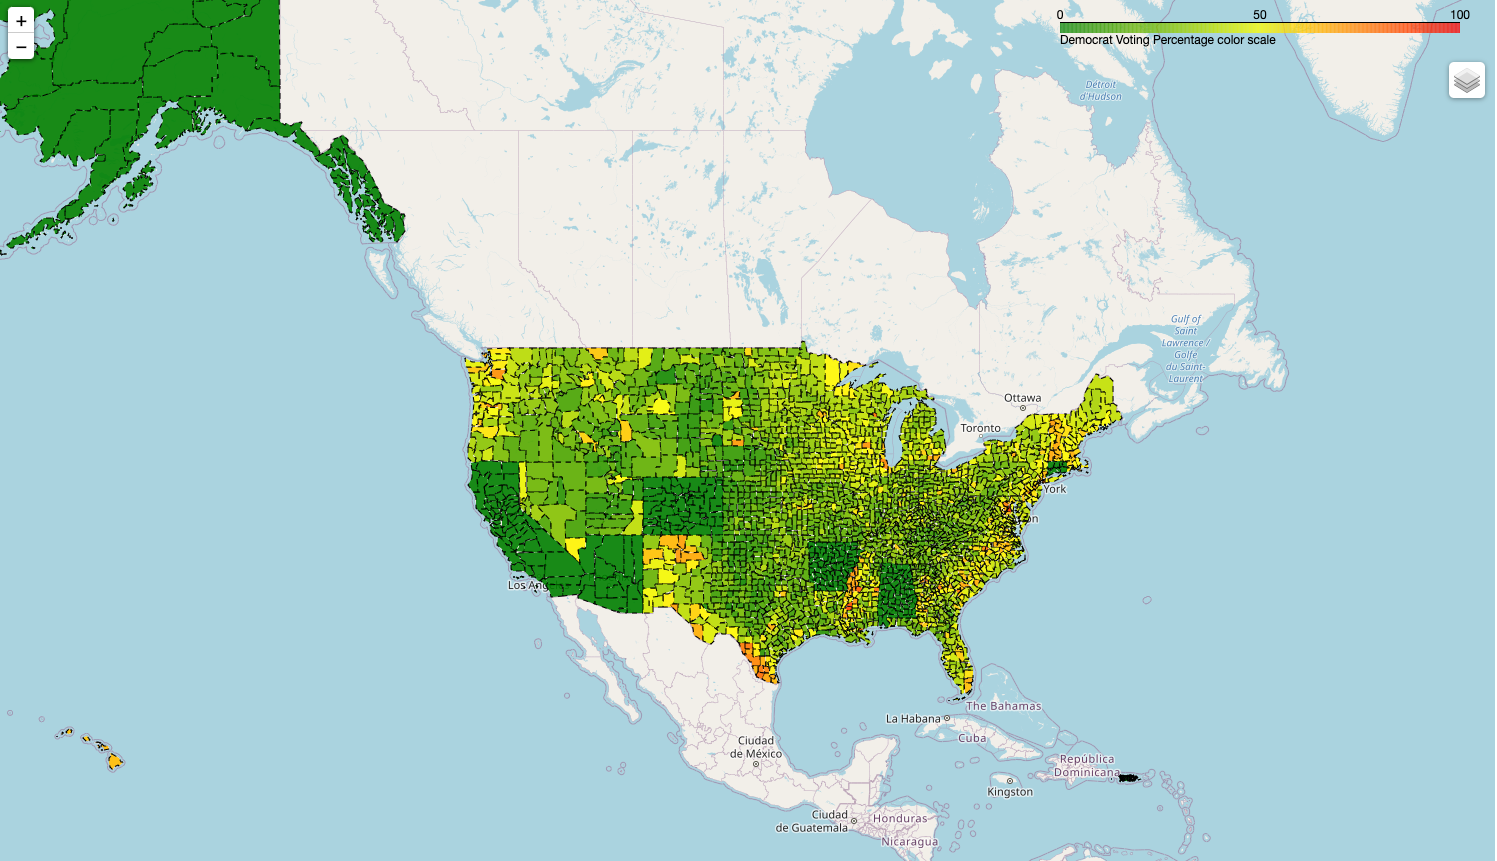 +
−
0 50 100
Democrat Voting Percentage color scale
Détroit
d'Hudson
Gulf of
Saint
Lawrence /
Golfe
du Saint-
Laurent
Ottawa
Toronto
York
Los Ang
The Bahamas
La Habana
Cuba
Ciudad
de México
República
Dominicana
Kingston
Ciudad
de Guatemala
Honduras
Nicaragua